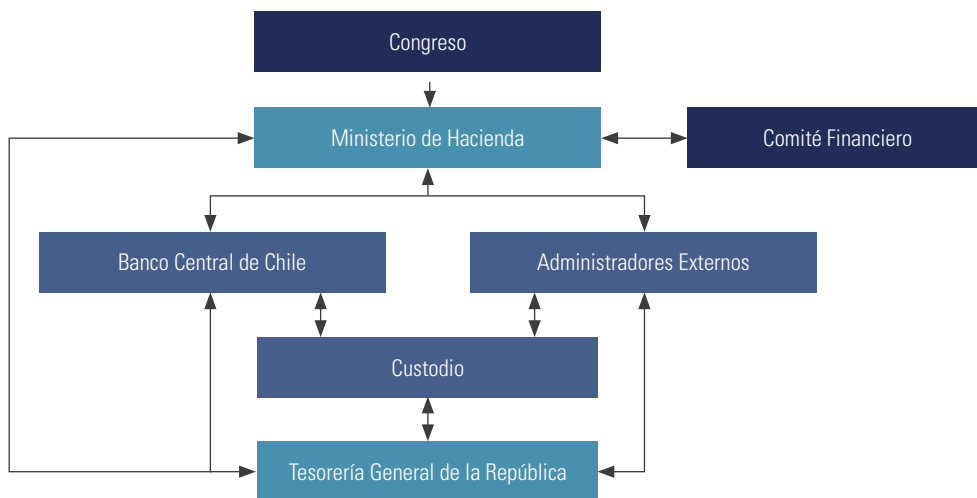 Congreso
Ministerio de Hacienda
Comité Financiero
Banco Central de Chile
Administradores Externos
Custodio
Tesorería General de la República